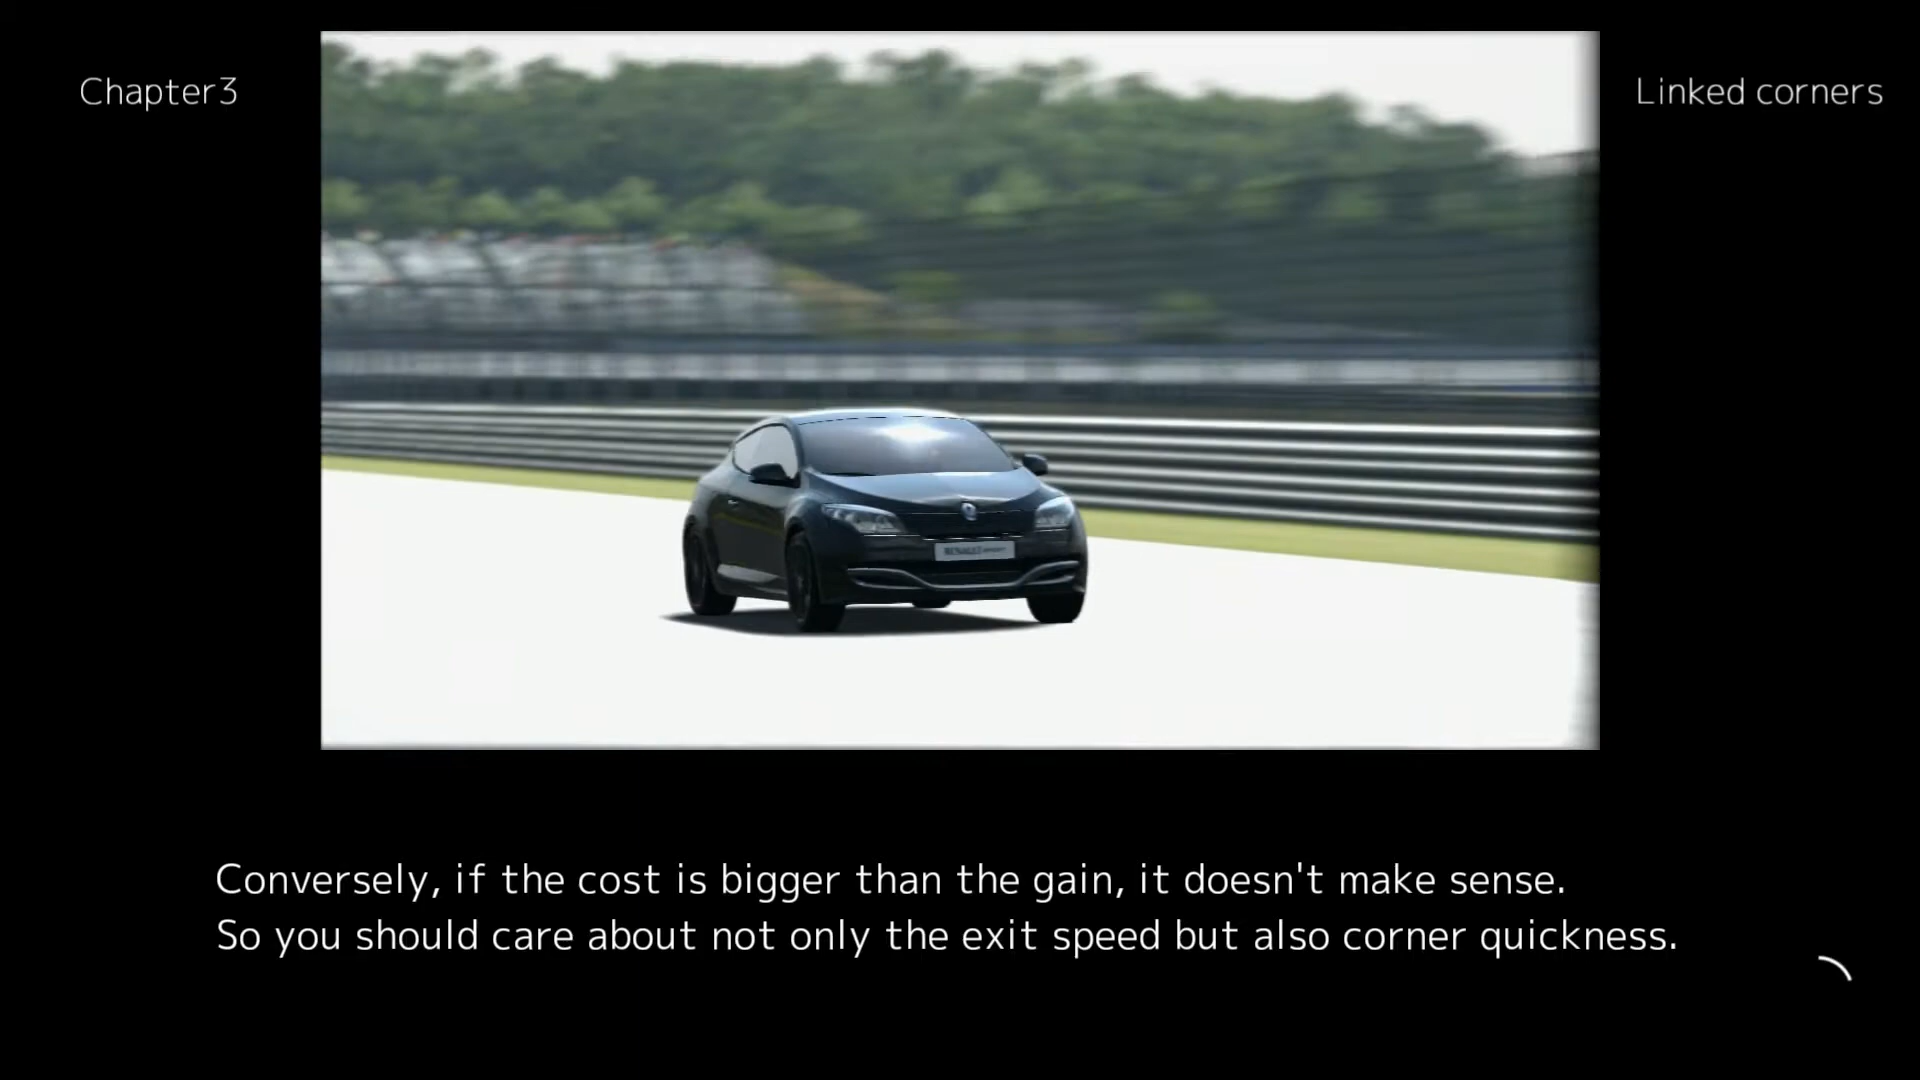 Chapter3
Linked corners
RENAULT
Conversely, if the cost is bigger than the gain, it doesn't make sense.
So you should care about not only the exit speed but also corner quickness.